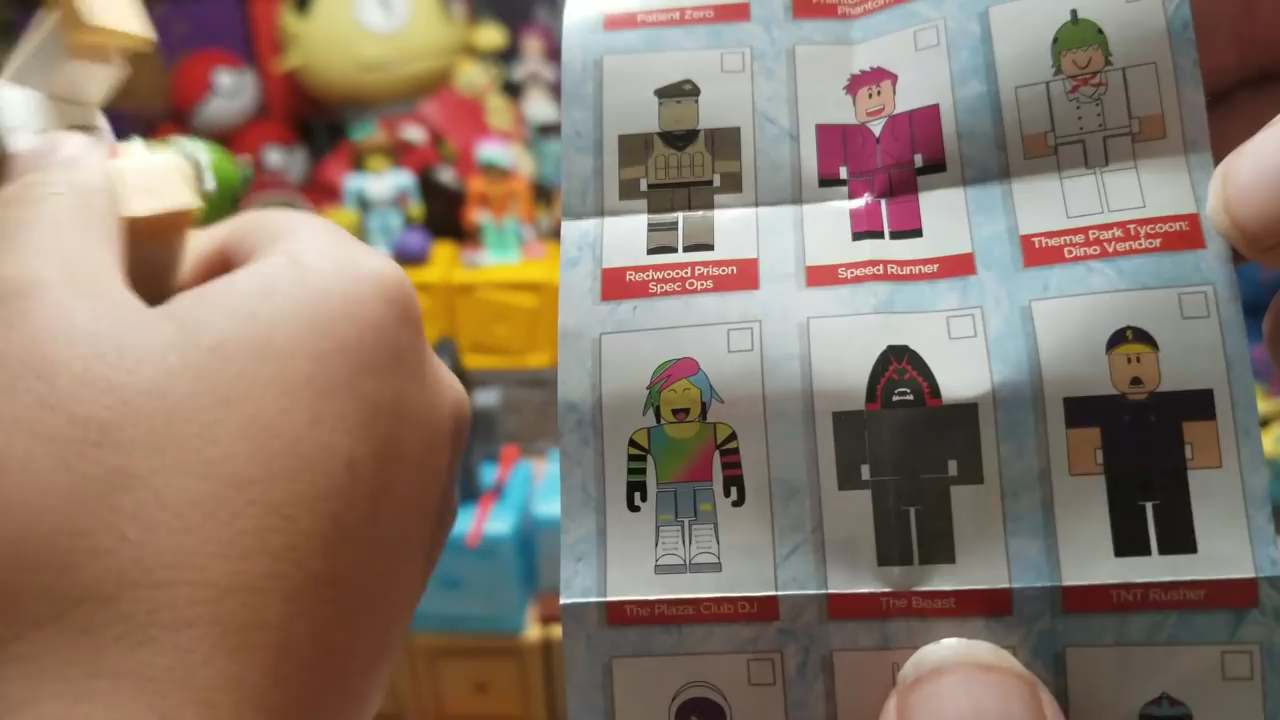 Patient Zero
Phantom
Redwood Prison
Spec Ops
Speed Runner
Theme Park Tycoon:
Dino Vendor
The Plaza: Club DJ
The Beast
TNT Rusher